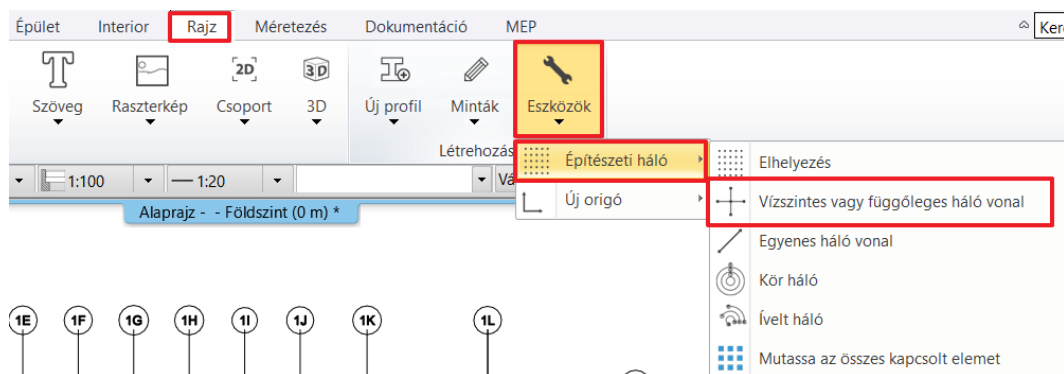 Épület Interior Rajz Méretezés Dokumentáció MEP
Szöveg Raszterkép 2D Csoport 3D 3D Új profil Minták Eszközök
Létrehozás
Építészeti háló
Elhelyezés
1:100 1:20
Új origó
Vízszintes vagy függőleges háló vonal
Alaprajz - - Földszint (0 m) *
Egyenes háló vonal
Kör háló
1E 1F 1G 1H 1I 1J 1K 1L
Ívelt háló
Mutassa az összes kapcsolt elemet